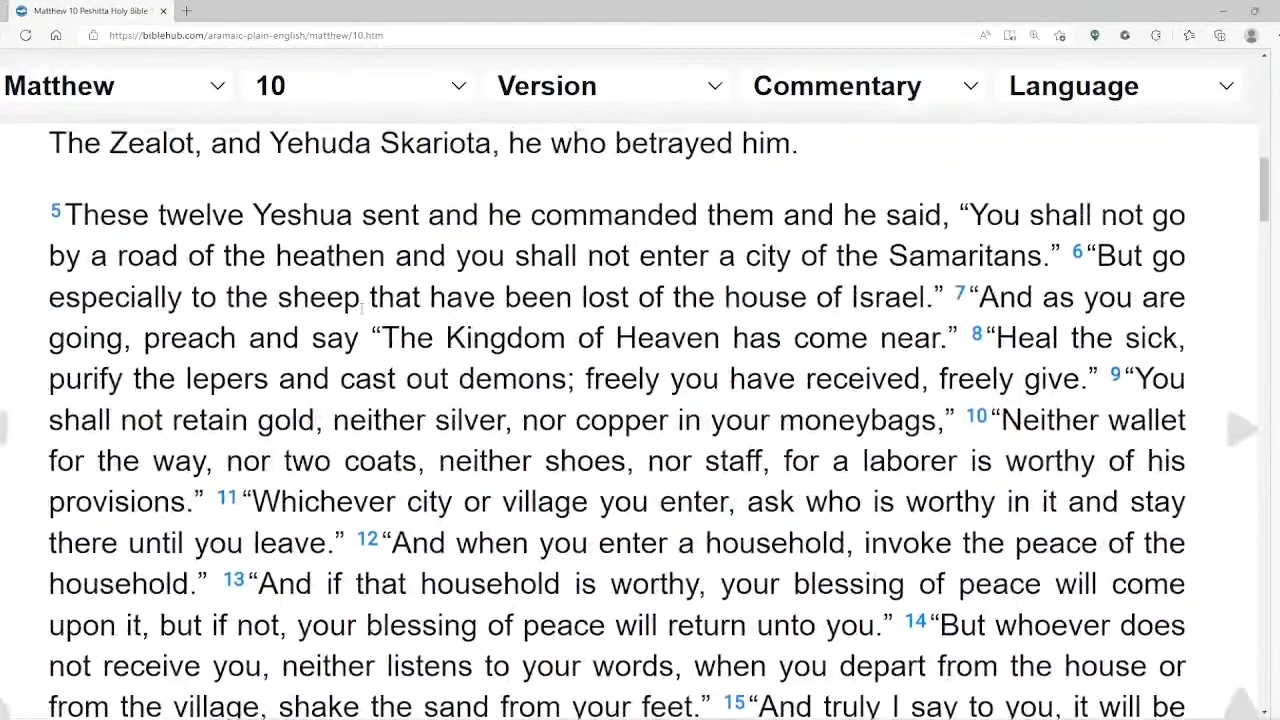 Matthew 10 Peshitta Holy Bible
https://biblehub.com/aramaic-plain-english/matthew/10.htm
Matthew 10 Version Commentary Language
The Zealot, and Yehuda Skariota, he who betrayed him.
5 These twelve Yeshua sent and he commanded them and he said, “You shall not go
by a road of the heathen and you shall not enter a city of the Samaritans.” 6 “But go
especially to the sheep that have been lost of the house of Israel.” 7 “And as you are
going, preach and say “The Kingdom of Heaven has come near.” 8 “Heal the sick,
purify the lepers and cast out demons; freely you have received, freely give.” 9 “You
shall not retain gold, neither silver, nor copper in your moneybags,” 10 “Neither wallet
for the way, nor two coats, neither shoes, nor staff, for a laborer is worthy of his
provisions.” 11 “Whichever city or village you enter, ask who is worthy in it and stay
there until you leave.” 12 “And when you enter a household, invoke the peace of the
household.” 13 “And if that household is worthy, your blessing of peace will come
upon it, but if not, your blessing of peace will return unto you.” 14 “But whoever does
not receive you, neither listens to your words, when you depart from the house or
from the village, shake the sand from your feet.” 15 “And truly I say to you, it will be